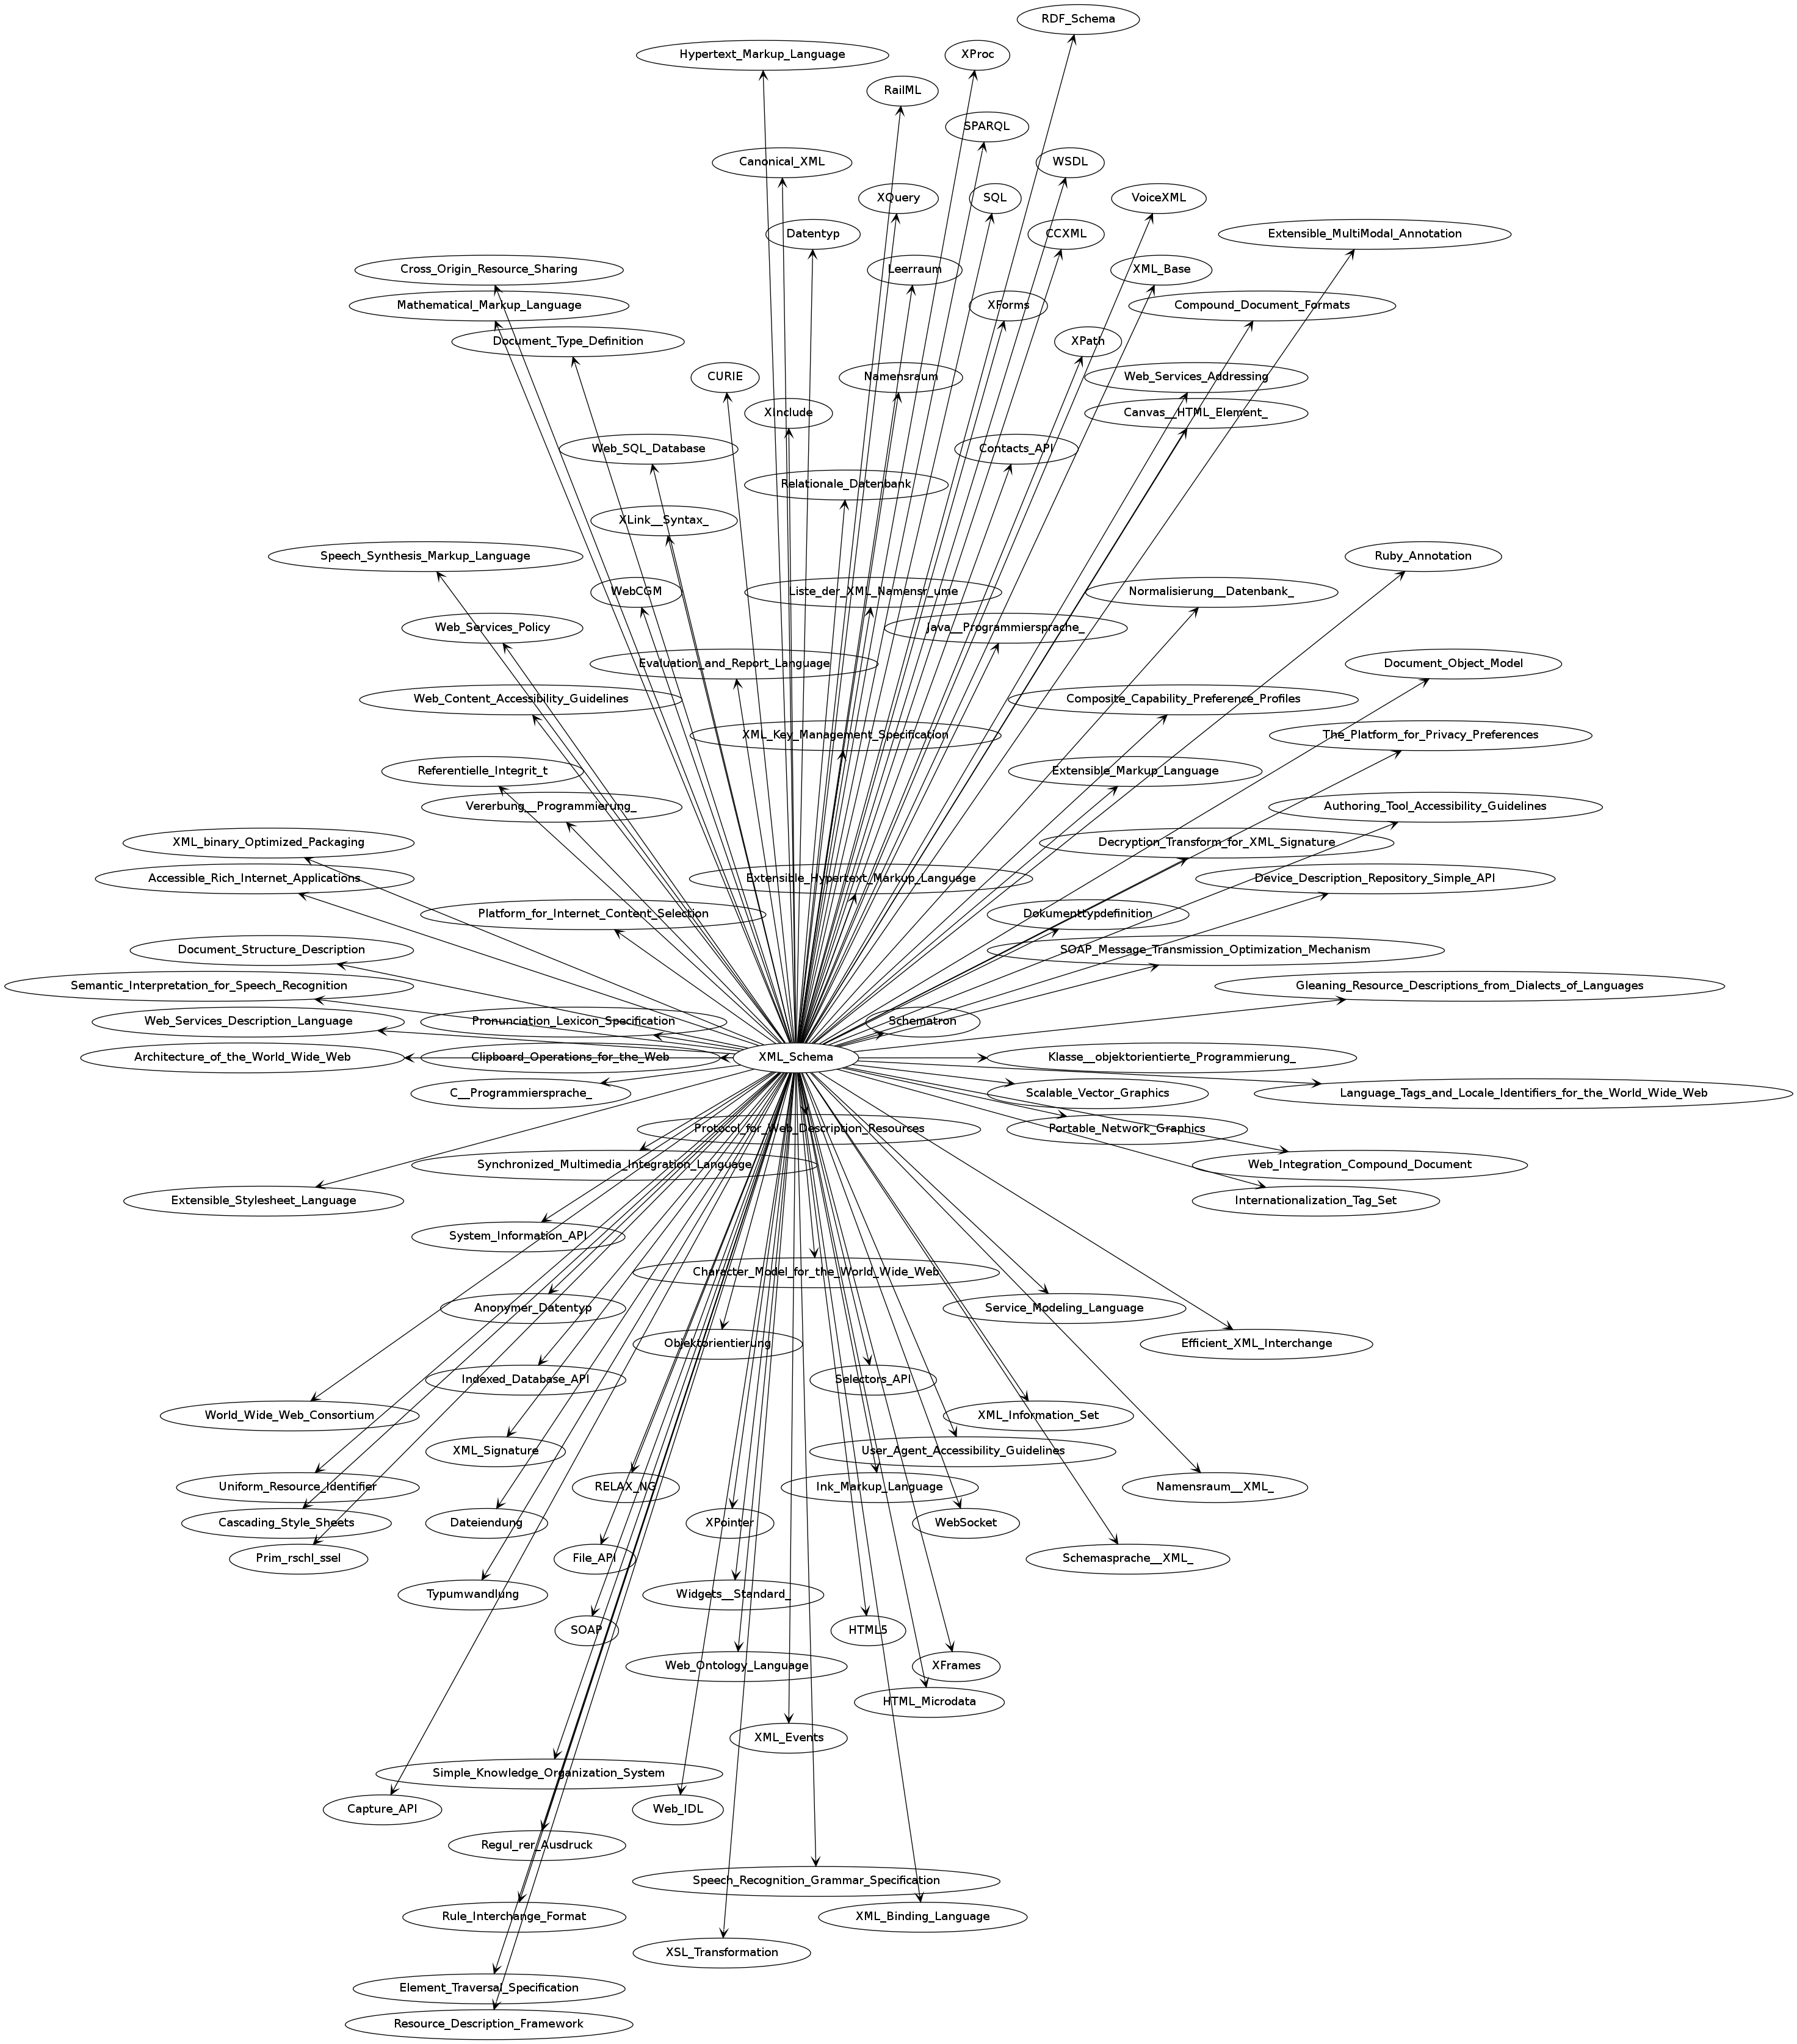 RDF_Schema
Hypertext_Markup_Language
XProc
RailML
SPARQL
Canonical_XML
WSDL
XQuery
SQL
VoiceXML
Datentyp
CCXML
Extensible_MultiModal_Annotation
Cross_Origin_Resource_Sharing
Leerraum
XML_Base
Mathematical_Markup_Language
XForms
Compound_Document_Formats
Document_Type_Definition
XPath
CURIE
Namensraum
Web_Services_Addressing
XInclude
Canvas__HTML_Element_
Web_SQL_Database
Contacts_API
Relationale_Datenbank
XLink__Syntax_
Speech_Synthesis_Markup_Language
Ruby_Annotation
WebCGM
Liste_der_XML_Namensr_ume
Normalisierung__Datenbank_
Web_Services_Policy
Java__Programmiersprache_
Evaluation_and_Report_Language
Document_Object_Model
Web_Content_Accessibility_Guidelines
Composite_Capability_Preference_Profiles
XML_Key_Management_Specification
The_Platform_for_Privacy_Preferences
Referentielle_Integrit_t
Extensible_Markup_Language
Vererbung__Programmierung_
Authoring_Tool_Accessibility_Guidelines
XML_binary_Optimized_Packaging
Decryption_Transform_for_XML_Signature
Accessible_Rich_Internet_Applications
Extensible_Hypertext_Markup_Language
Device_Description_Repository_Simple_API
Platform_for_Internet_Content_Selection
Dokumenttypdefinition
Document_Structure_Description
SOAP_Message_Transmission_Optimization_Mechanism
Semantic_Interpretation_for_Speech_Recognition
Gleaning_Resource_Descriptions_from_Dialects_of_Languages
Web_Services_Description_Language
Pronunciation_Lexicon_Specification
Schematron
Architecture_of_the_World_Wide_Web
Clipboard_Operations_for_the_Web
XML_Schema
Klasse__objektorientierte_Programmierung_
C__Programmiersprache_
Scalable_Vector_Graphics
Language_Tags_and_Locale_Identifiers_for_the_World_Wide_Web
Protocol_for_Web_Description_Resources
Portable_Network_Graphics
Synchronized_Multimedia_Integration_Language
Web_Integration_Compound_Document
Extensible_Stylesheet_Language
Internationalization_Tag_Set
System_Information_API
Character_Model_for_the_World_Wide_Web
Anonymer_Datentyp
Service_Modeling_Language
Objektorientierung
Efficient_XML_Interchange
Indexed_Database_API
Selectors_API
World_Wide_Web_Consortium
XML_Information_Set
XML_Signature
User_Agent_Accessibility_Guidelines
Uniform_Resource_Identifier
RELAX_NG
Ink_Markup_Language
Namensraum__XML_
Cascading_Style_Sheets
Dateiendung
XPointer
WebSocket
Prim_rschl_ssel
File_API
Schemasprache__XML_
Typumwandlung
Widgets__Standard_
SOAP
HTML5
Web_Ontology_Language
XFrames
HTML_Microdata
XML_Events
Simple_Knowledge_Organization_System
Capture_API
Web_IDL
Regul_rer_Ausdruck
Speech_Recognition_Grammar_Specification
Rule_Interchange_Format
XML_Binding_Language
XSL_Transformation
Element_Traversal_Specification
Resource_Description_Framework